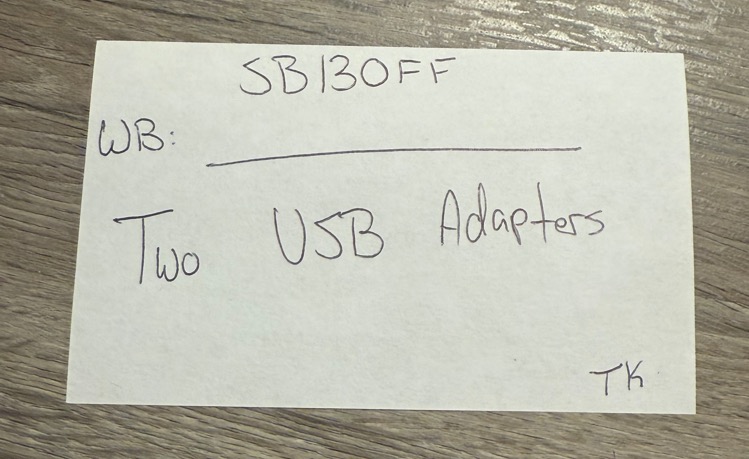 SB130FF
WB:
Two USB Adapters
TK